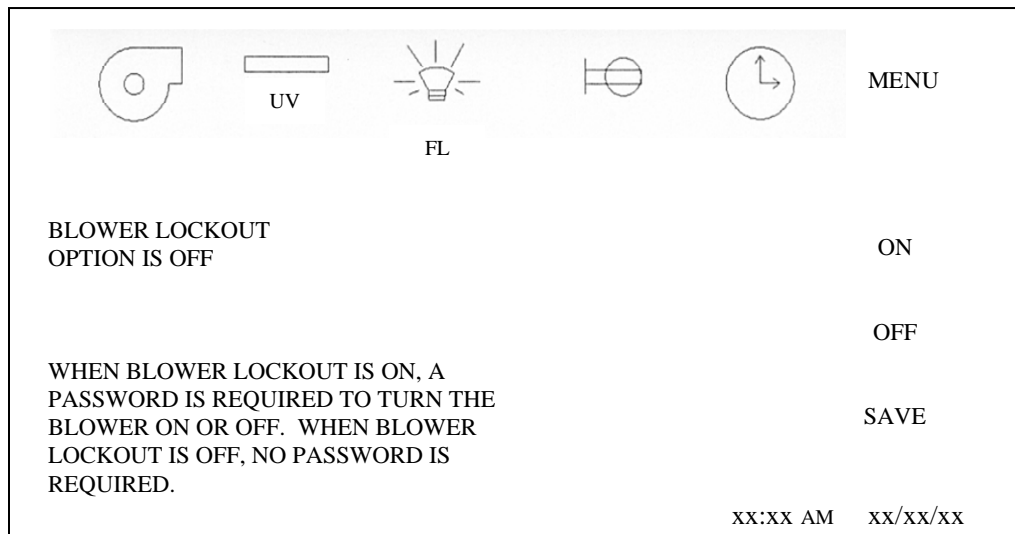 MENU
UV
FL
BLOWER LOCKOUT
OPTION IS OFF
ON
OFF
WHEN BLOWER LOCKOUT IS ON, A
PASSWORD IS REQUIRED TO TURN THE
BLOWER ON OR OFF.  WHEN BLOWER
LOCKOUT IS OFF, NO PASSWORD IS
REQUIRED.
SAVE
xx:xx AM xx/xx/xx